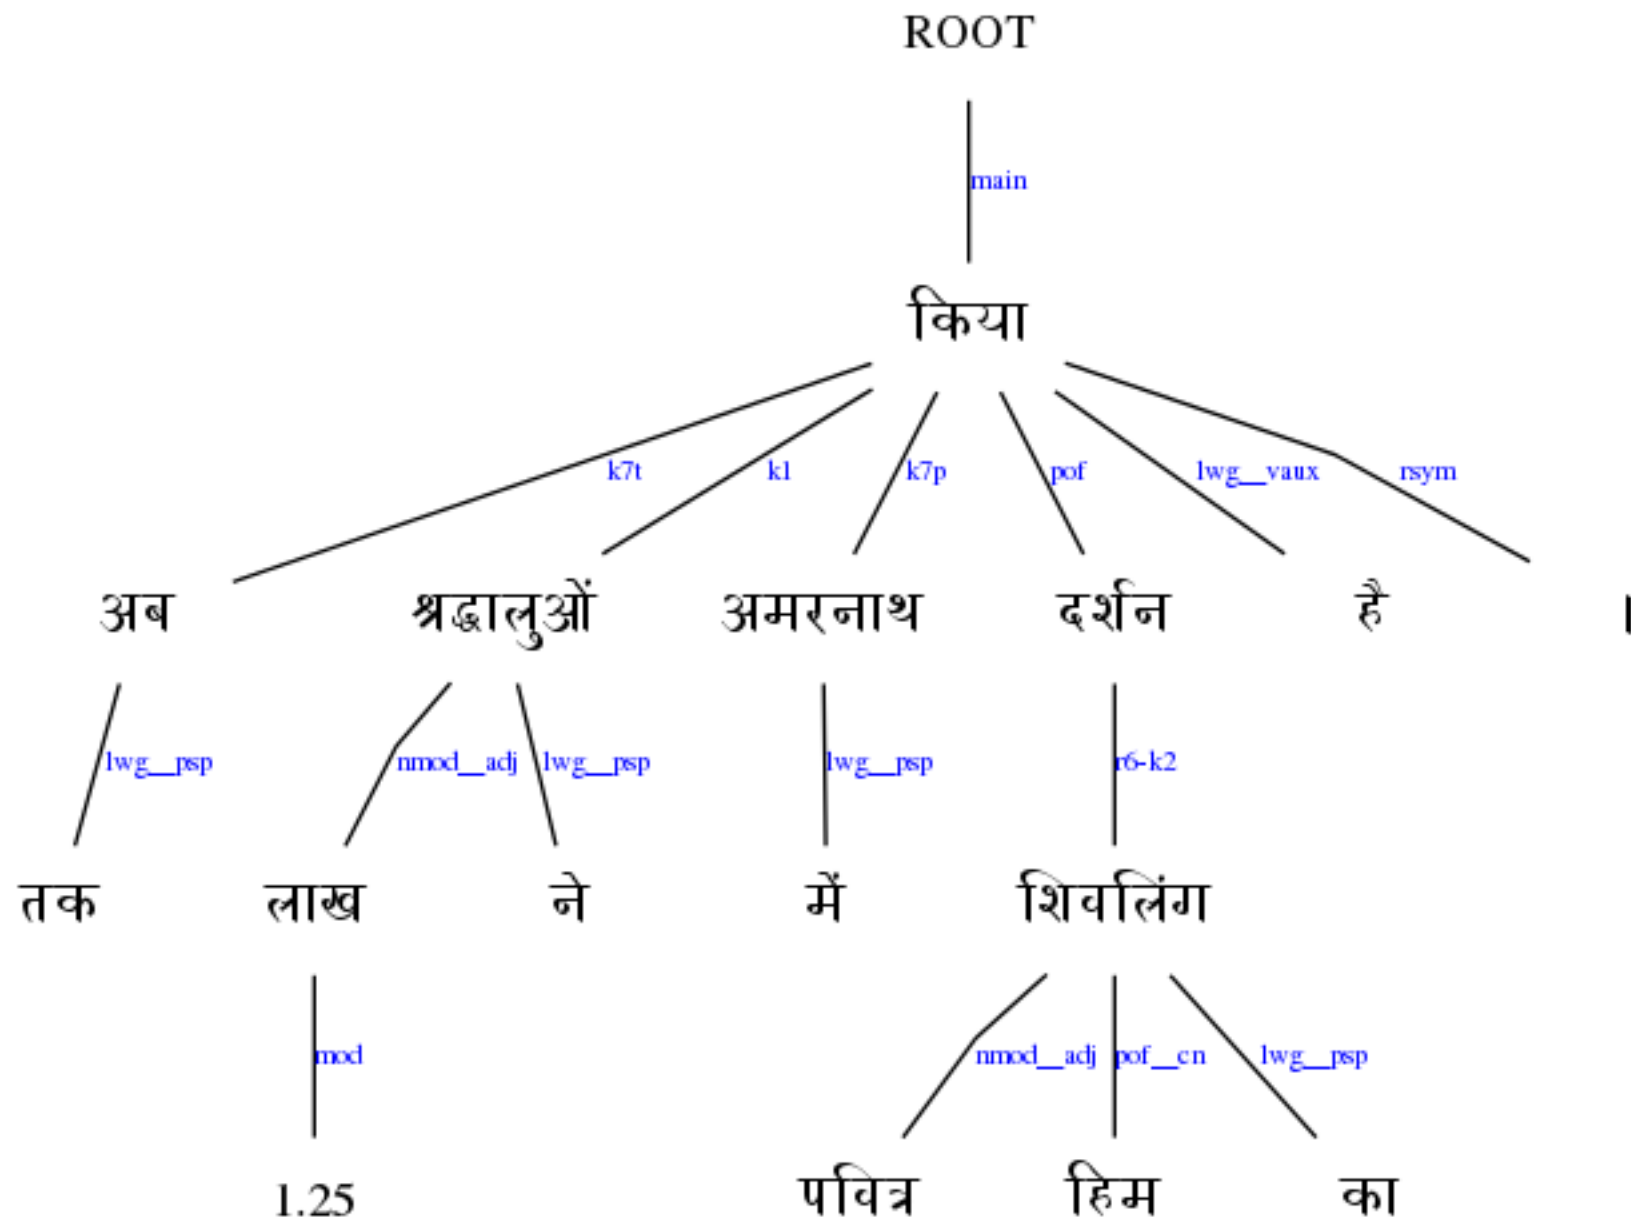 ROOT
main
किया
k7t k1 k7p pof lwg__vaux rsym
अब श्रद्धालुओं अमरनाथ दर्शन है ।
lwg__psp nmod__adj lwg__psp lwg__psp r6-k2
तक लाख ने में शिवलिंग
mod nmod__adj pof__cn lwg__psp
1.25 पवित्र हिम का